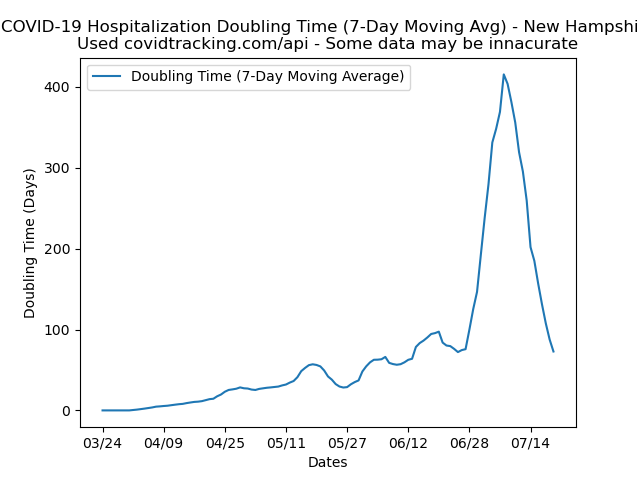 COVID-19 Hospitalization Doubling Time (7-Day Moving Avg) - New Hampshi
Used covidtracking.com/api - Some data may be innacurate
Doubling Time (7-Day Moving Average)
400
300
200
100
0
Doubling Time (Days)
03/24 04/09 04/25 05/11 05/27 06/12 06/28 07/14
Dates